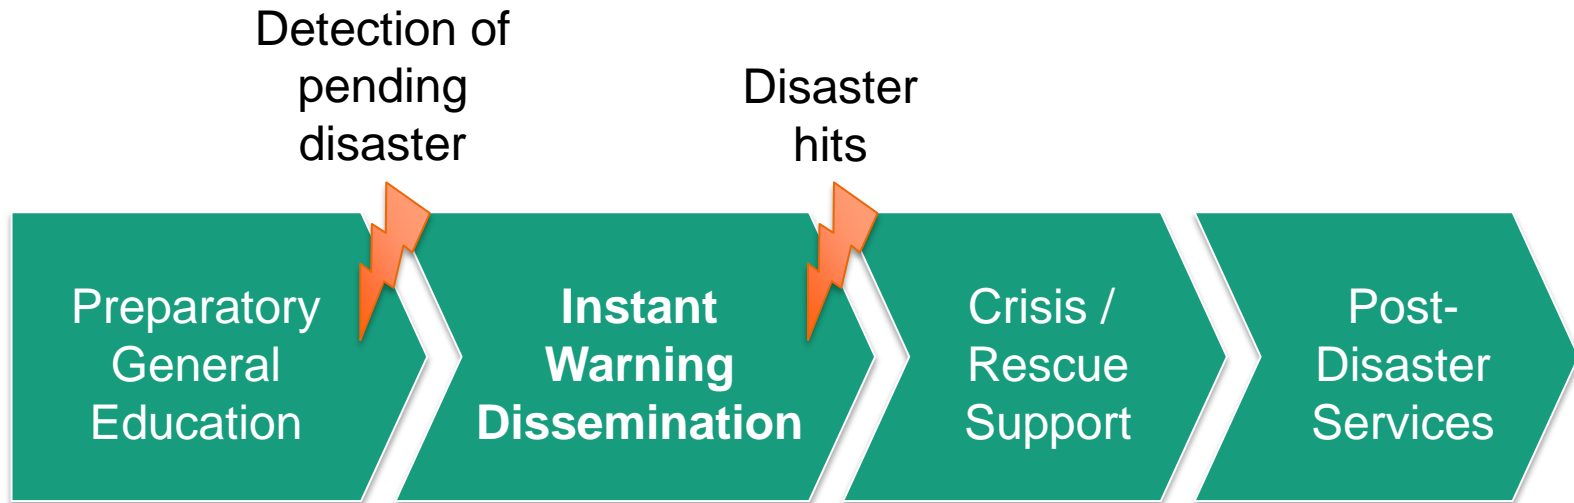 Detection of
pending
disaster
Disaster
hits
Preparatory
General
Education
Instant
Warning
Dissemination
Crisis /
Rescue
Support
Post-
Disaster
Services